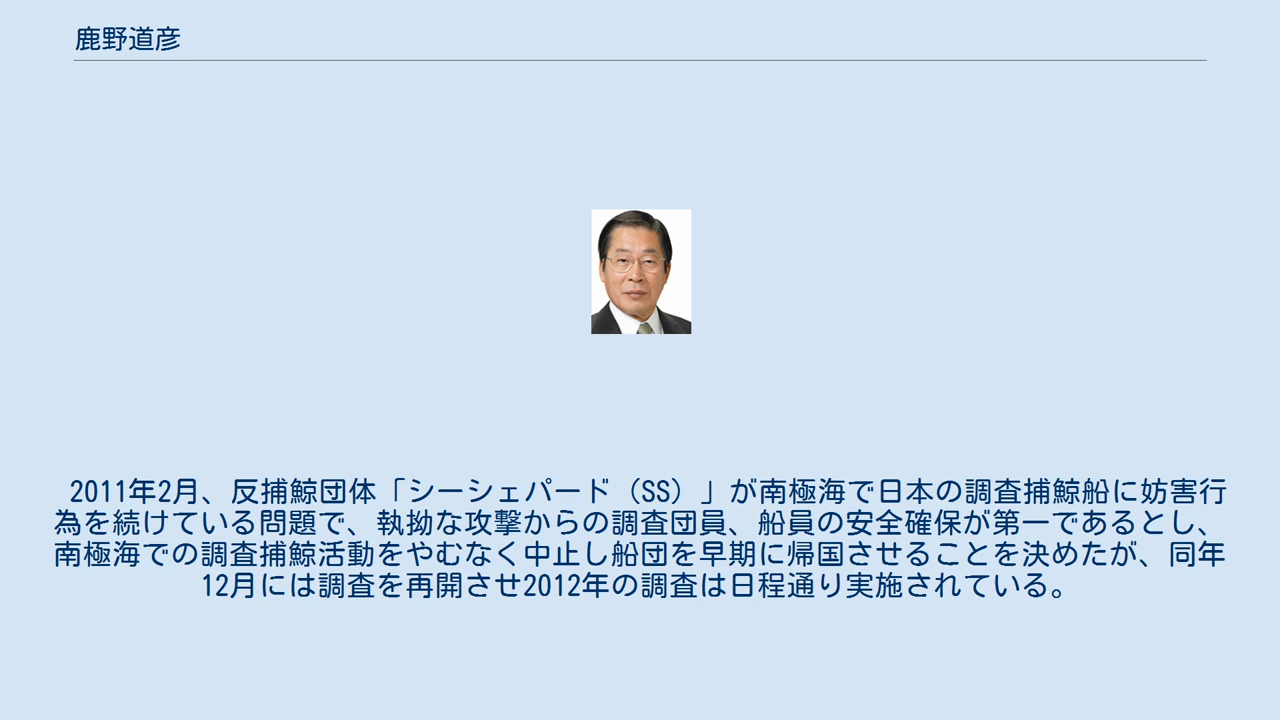 鹿野道彦
2011年2月、反捕鯨団体「シーシェパード（SS）」が南極海で日本の調査捕鯨船に妨害行
為を続けている問題で、執拗な攻撃からの調査団員、船員の安全確保が第一であるとし、
南極海での調査捕鯨活動をやむなく中止し船団を早期に帰国させることを決めたが、同年
12月には調査を再開させ2012年の調査は日程通り実施されている。